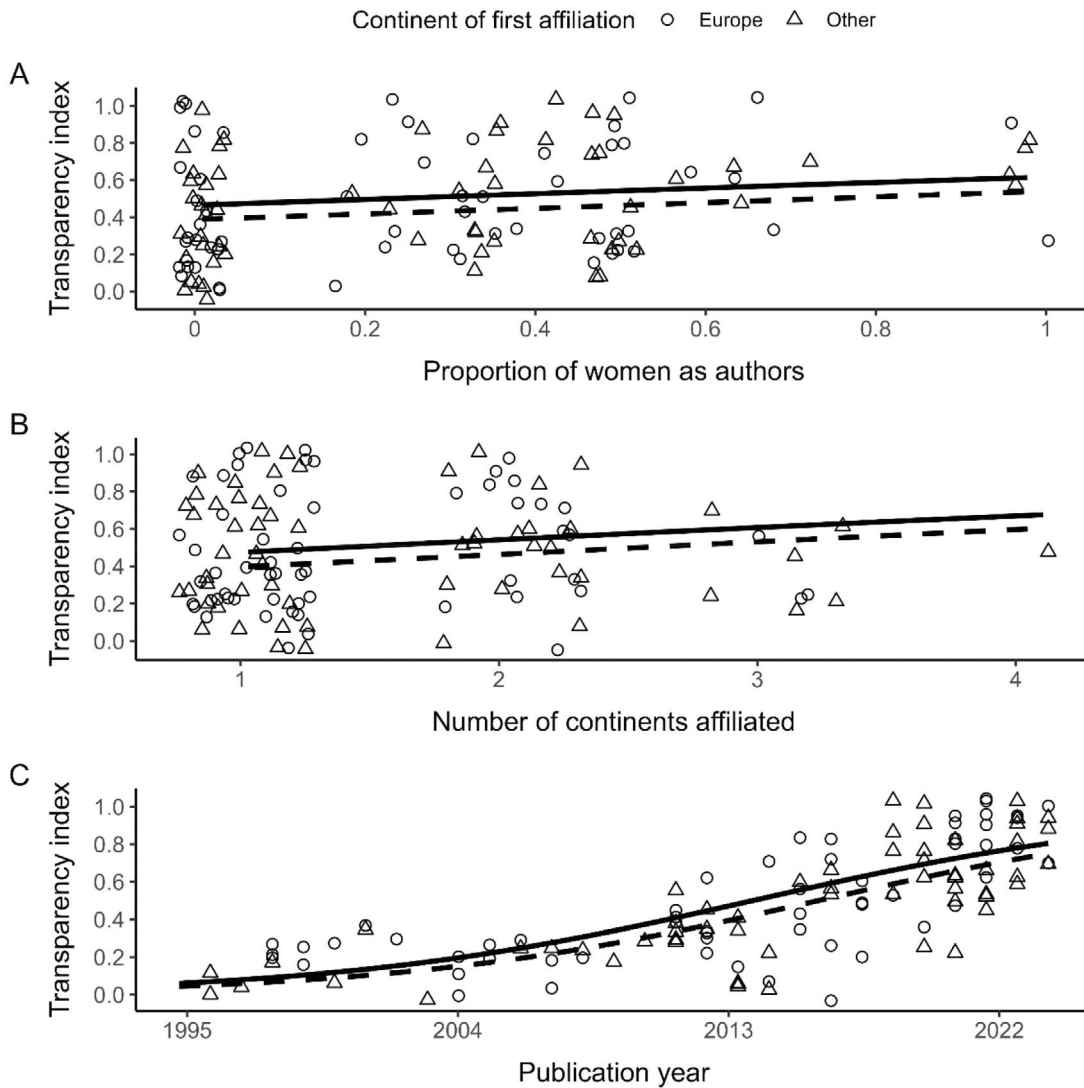 Continent of first affiliation Europe Other
A
Transparency index
1.0
0.8
0.6
0.4
0.2
0.0
0 0.2 0.4 0.6 0.8 1
Proportion of women as authors
B
Transparency index
1.0
0.8
0.6
0.4
0.2
0.0
1 2 3 4
Number of continents affiliated
C
Transparency index
1.0
0.8
0.6
0.4
0.2
0.0
1995 2004 2013 2022
Publication year